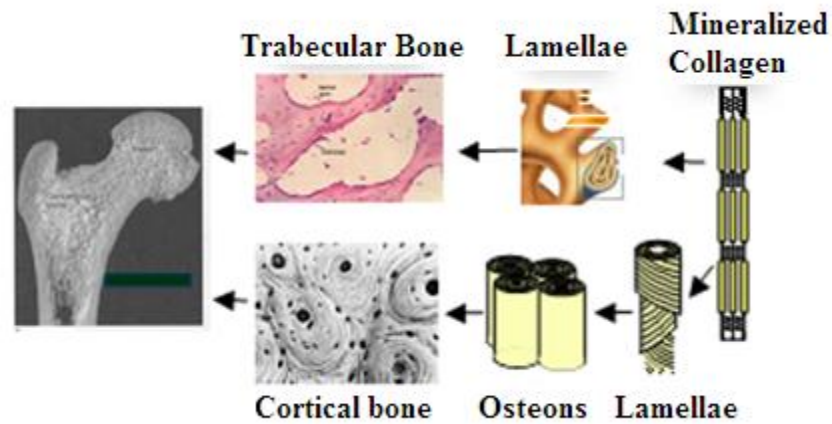 Trabecular Bone
Lamellae
Mineralized
Collagen
Cortical bone
Osteons
Lamellae